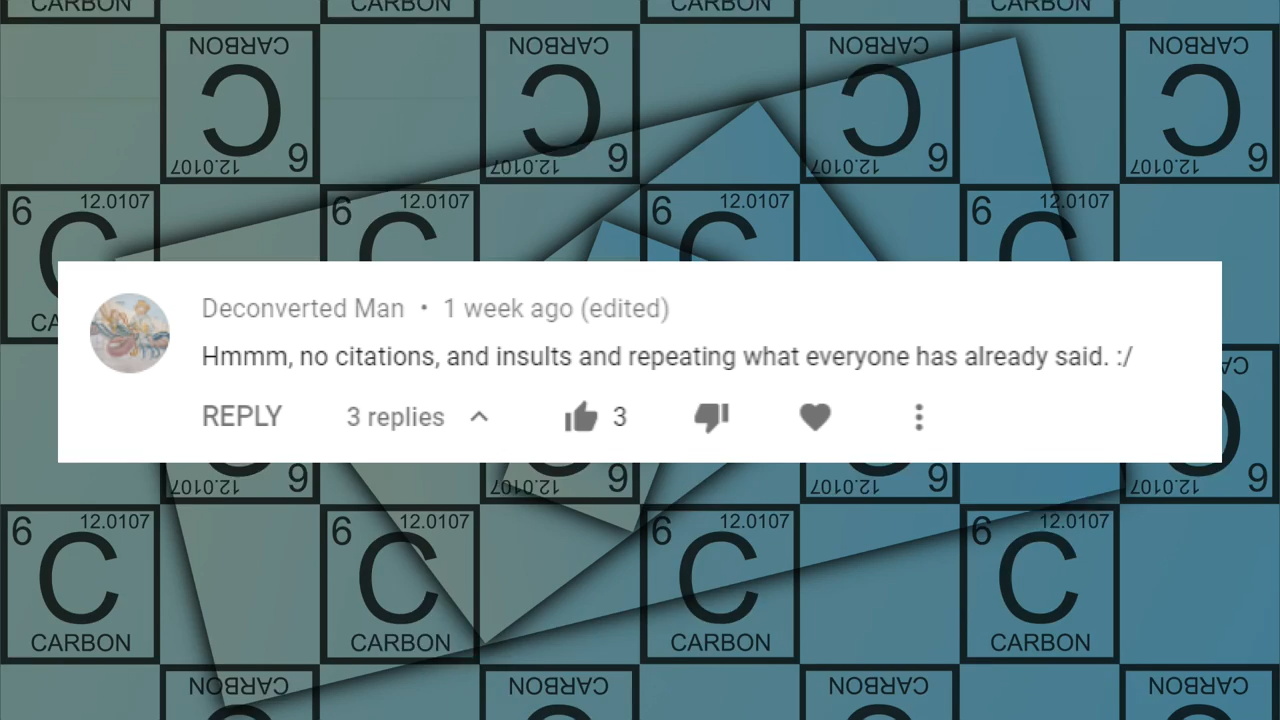 CARBON CARBON CARBON CARBON
CARBON CARBON CARBON CARBON
C C C C
12.0107 6 12.0107 6 12.0107 6 12.0107 6
6 12.0107 6 12.0107 6 12.0107 6 12.0107
C C C C
Deconverted Man • 1 week ago (edited)
Hmmm, no citations, and insults and repeating what everyone has already said. :/
REPLY 3 replies 3
12.0107 6 12.0107 6 12.0107 6 12.0107 6
6 12.0107 6 12.0107 6 12.0107 6 12.0107
C C C C
CARBON CARBON CARBON CARBON
CARBON CARBON CARBON CARBON